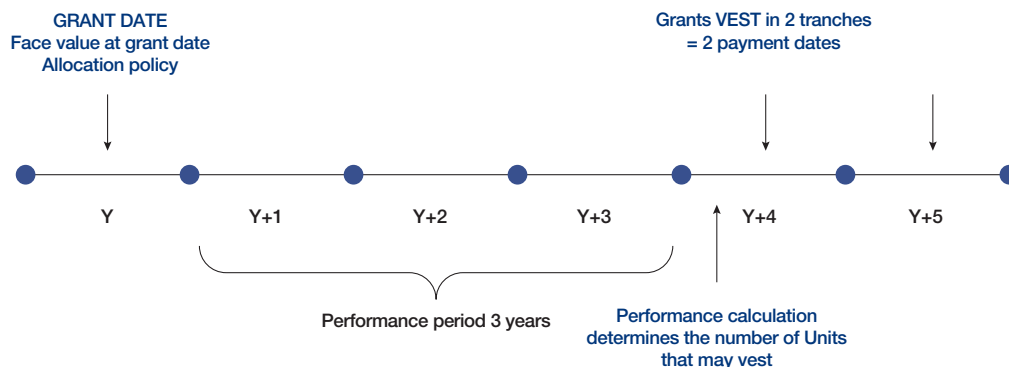 GRANT DATE
Face value at grant date
Allocation policy
Grants VEST in 2 tranches
= 2 payment dates
Y
Y+1
Y+2
Y+3
Y+4
Y+5
Performance period 3 years
Performance calculation
determines the number of Units
that may vest